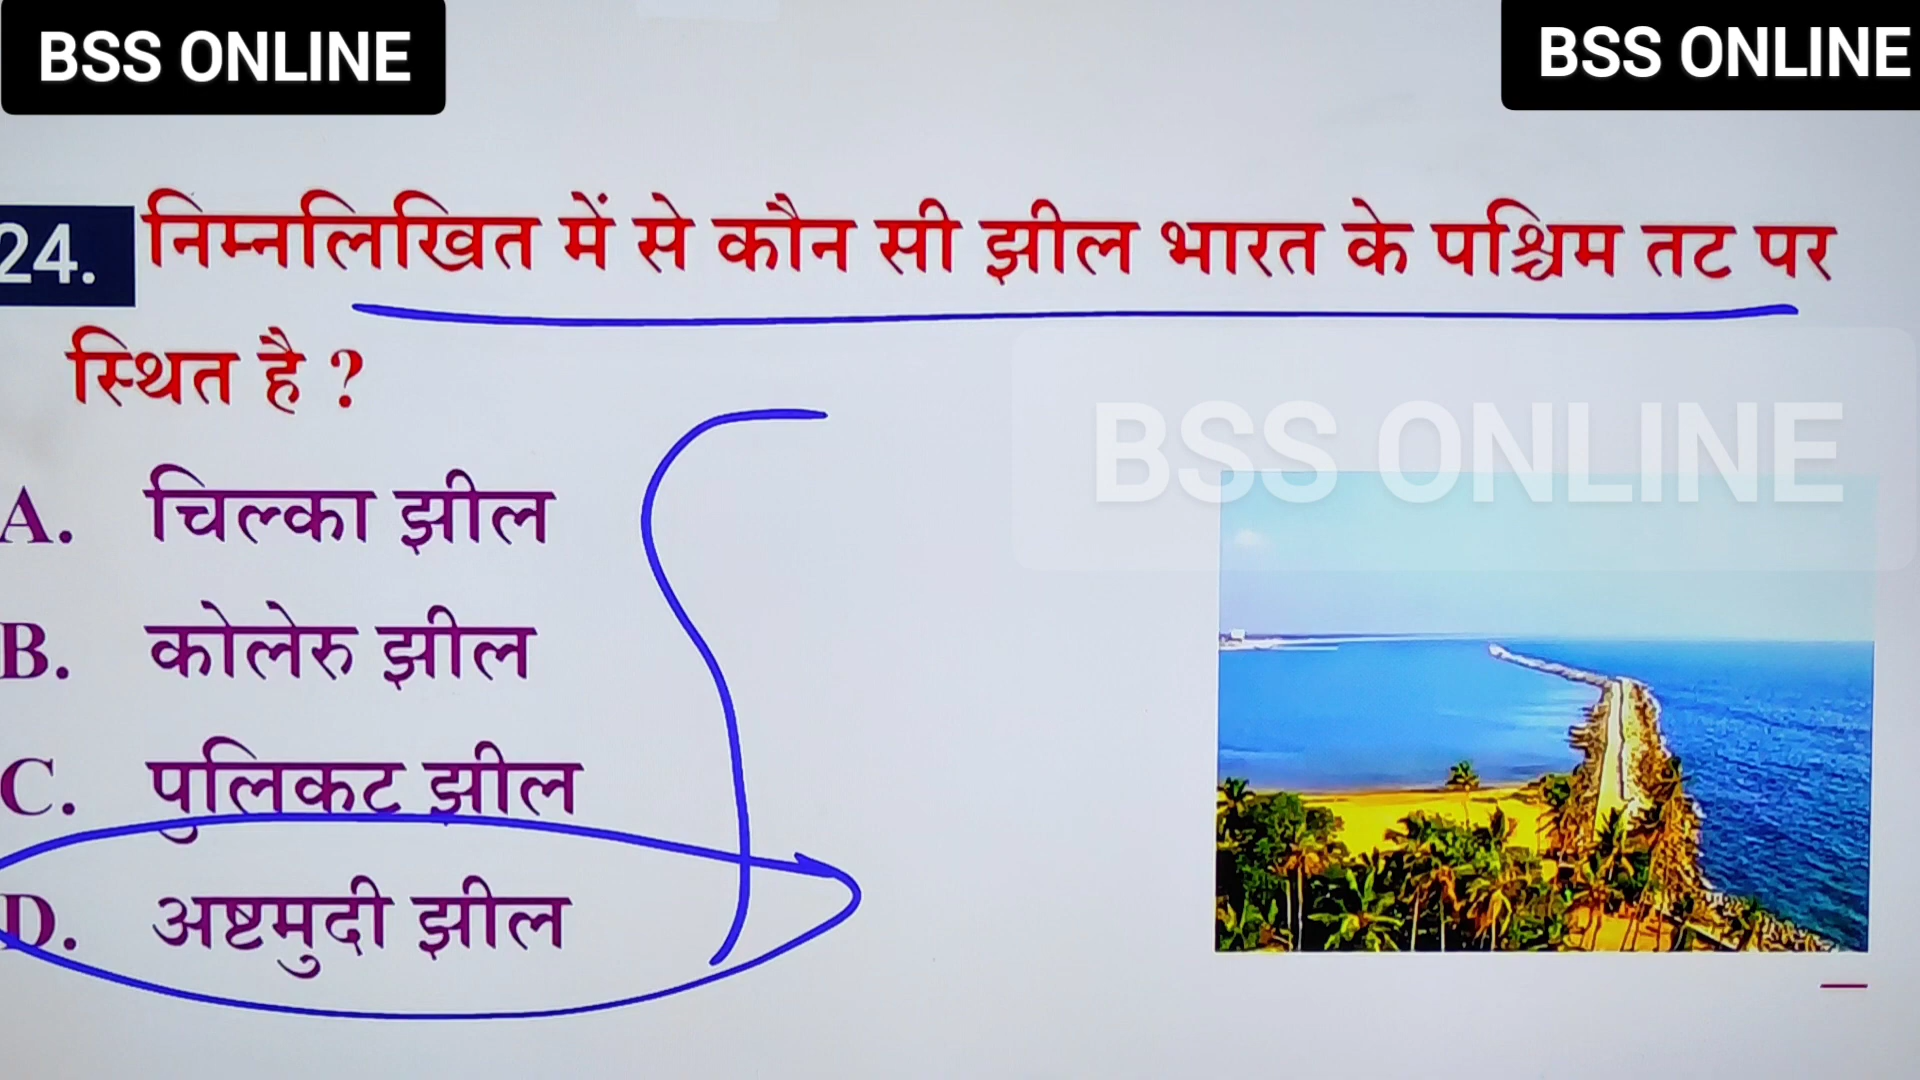 BSS ONLINE
BSS ONLINE
24. निम्नलिखित में से कौन सी झील भारत के पश्चिम तट पर
स्थित है ?
BSS ONLINE
A. चिल्का झील
B. कोलेरु झील
C. पुलिकट झील
D. अष्टमुदी झील